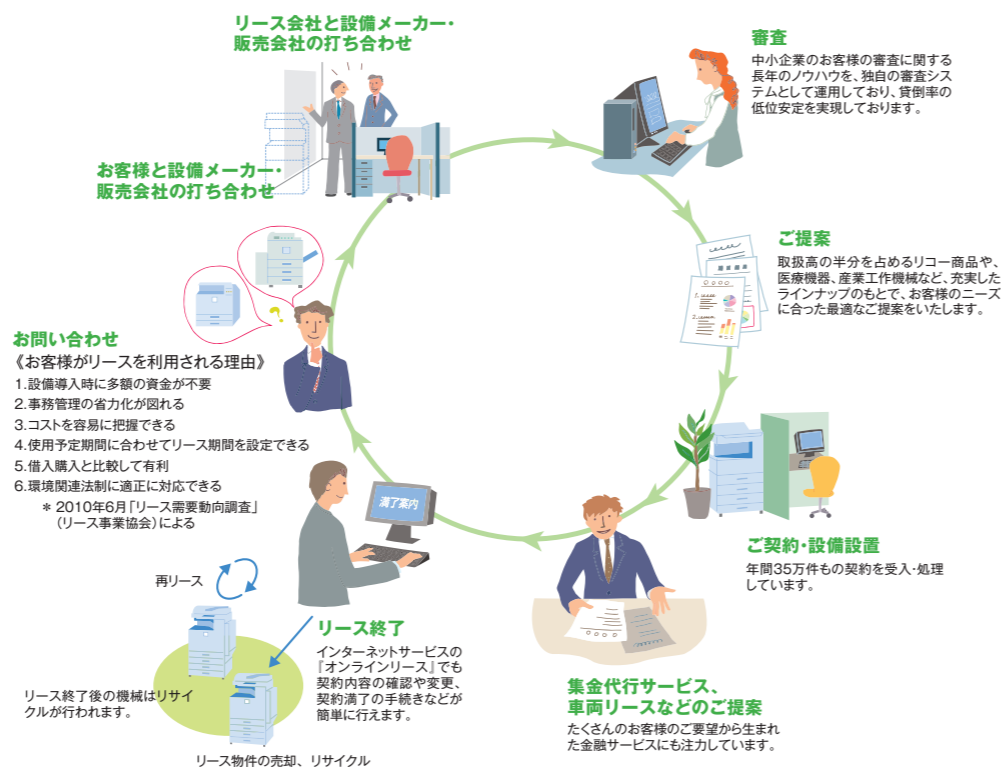 リース会社と設備メーカー・
販売会社の打ち合わせ
お客様と設備メーカー・
販売会社の打ち合わせ
審査
中小企業のお客様の審査に関する
長年のノウハウを、独自の審査シス
テムとして運用しており、貸倒率の
低位安定を実現しております。
ご提案
取扱高の半分を占めるリコー商品や、
医療機器、産業工作機械など、充実した
ラインナップのもとで、お客様のニーズ
に合った最適なご提案をいたします。
ご契約・設備設置
年間35万件もの契約を受入・処理
しています。
集金代行サービス、
車両リースなどのご提案
たくさんのお客様のご要望から生まれ
た金融サービスにも注力しています。
満了案内
リース終了
インターネットサービスの
『オンラインリース』でも
契約内容の確認や変更、
契約満了の手続きなどが
簡単に行えます。
再リース
リース終了後の機械はリサイ
クルが行われます。
リース物件の売却、リサイクル
お問い合わせ
《お客様がリースを利用される理由》
1.設備導入時に多額の資金が不要
2.事務管理の省力化が図れる
3.コストを容易に把握できる
4.使用予定期間に合わせてリース期間を設定できる
5.借入購入と比較して有利
6.環境関連法制に適正に対応できる
＊2010年6月「リース需要動向調査」
（リース事業協会）による